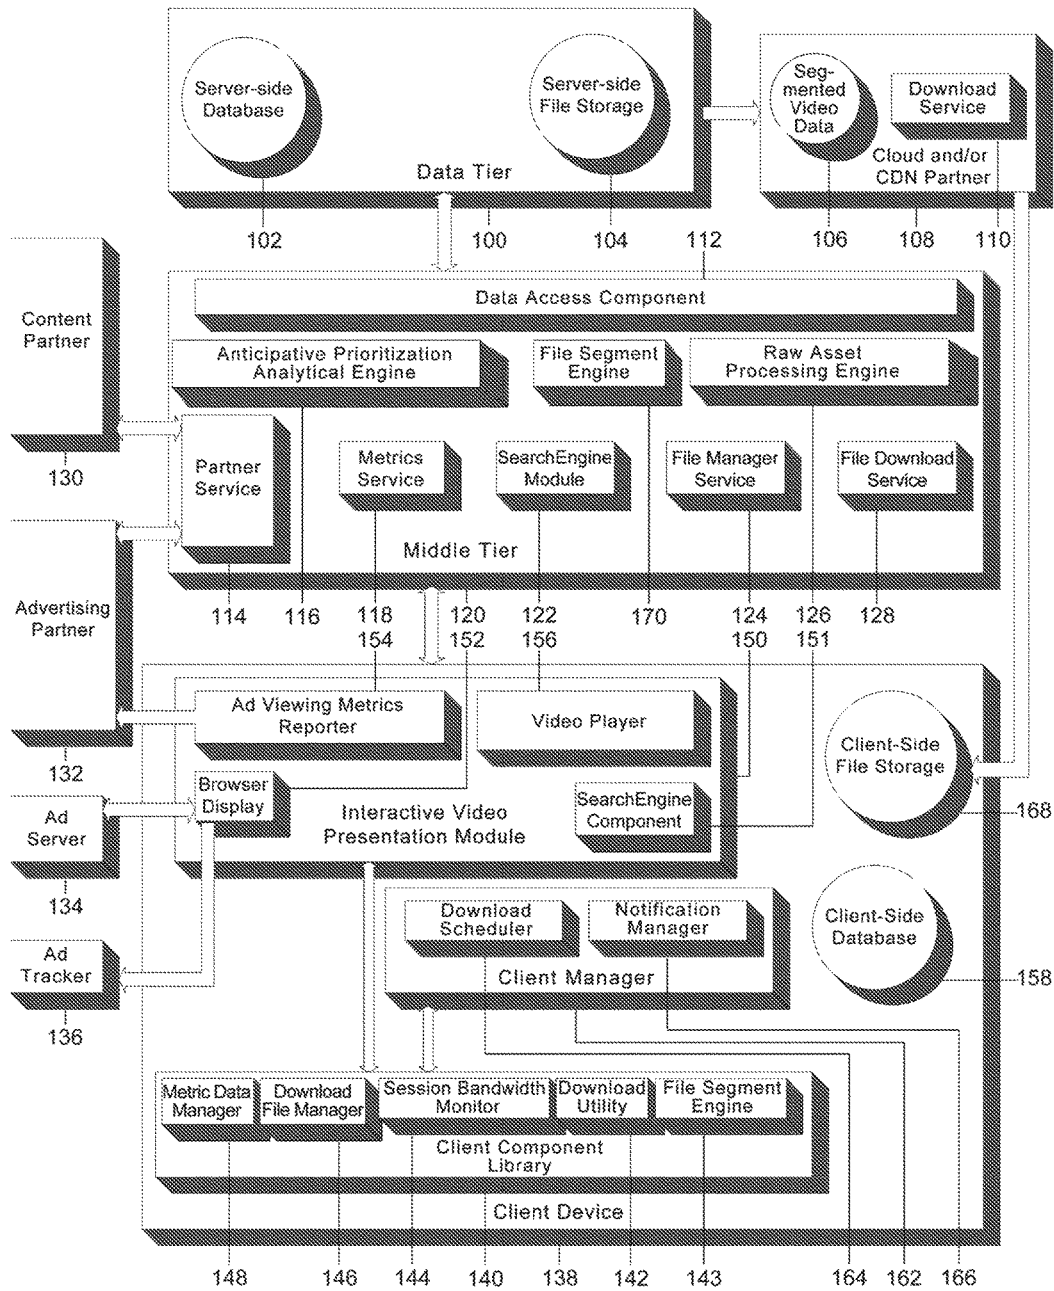 Server-side
Database
Server-side
File Storage
Data Tier
Seg-
mented
Video
Data
Download
Service
Cloud and/or
CDN Partner
102
100
104
112
106
108
110
Content
Partner
130
Data Access Component
Anticipative Prioritization
Analytical Engine
File Segment
Engine
Raw Asset
Processing Engine
Partner
Service
Metrics
Service
SearchEngine
Module
File Manager
Service
File Download
Service
Middle Tier
Advertising
Partner
132
114
116
118
120
122
170
124
126
128
154
152
156
150
151
Ad Viewing Metrics
Reporter
Video Player
Browser
Display
Interactive Video
Presentation Module
SearchEngine
Component
Client-Side
File Storage
168
Ad
Server
134
Download
Scheduler
Notification
Manager
Client Manager
Client-Side
Database
158
Ad
Tracker
136
Metric Data
Manager
Download
File Manager
Session Bandwidth
Monitor
Download
Utility
File Segment
Engine
Client Component
Library
Client Device
148
146
144
140
138
142
143
164
162
166